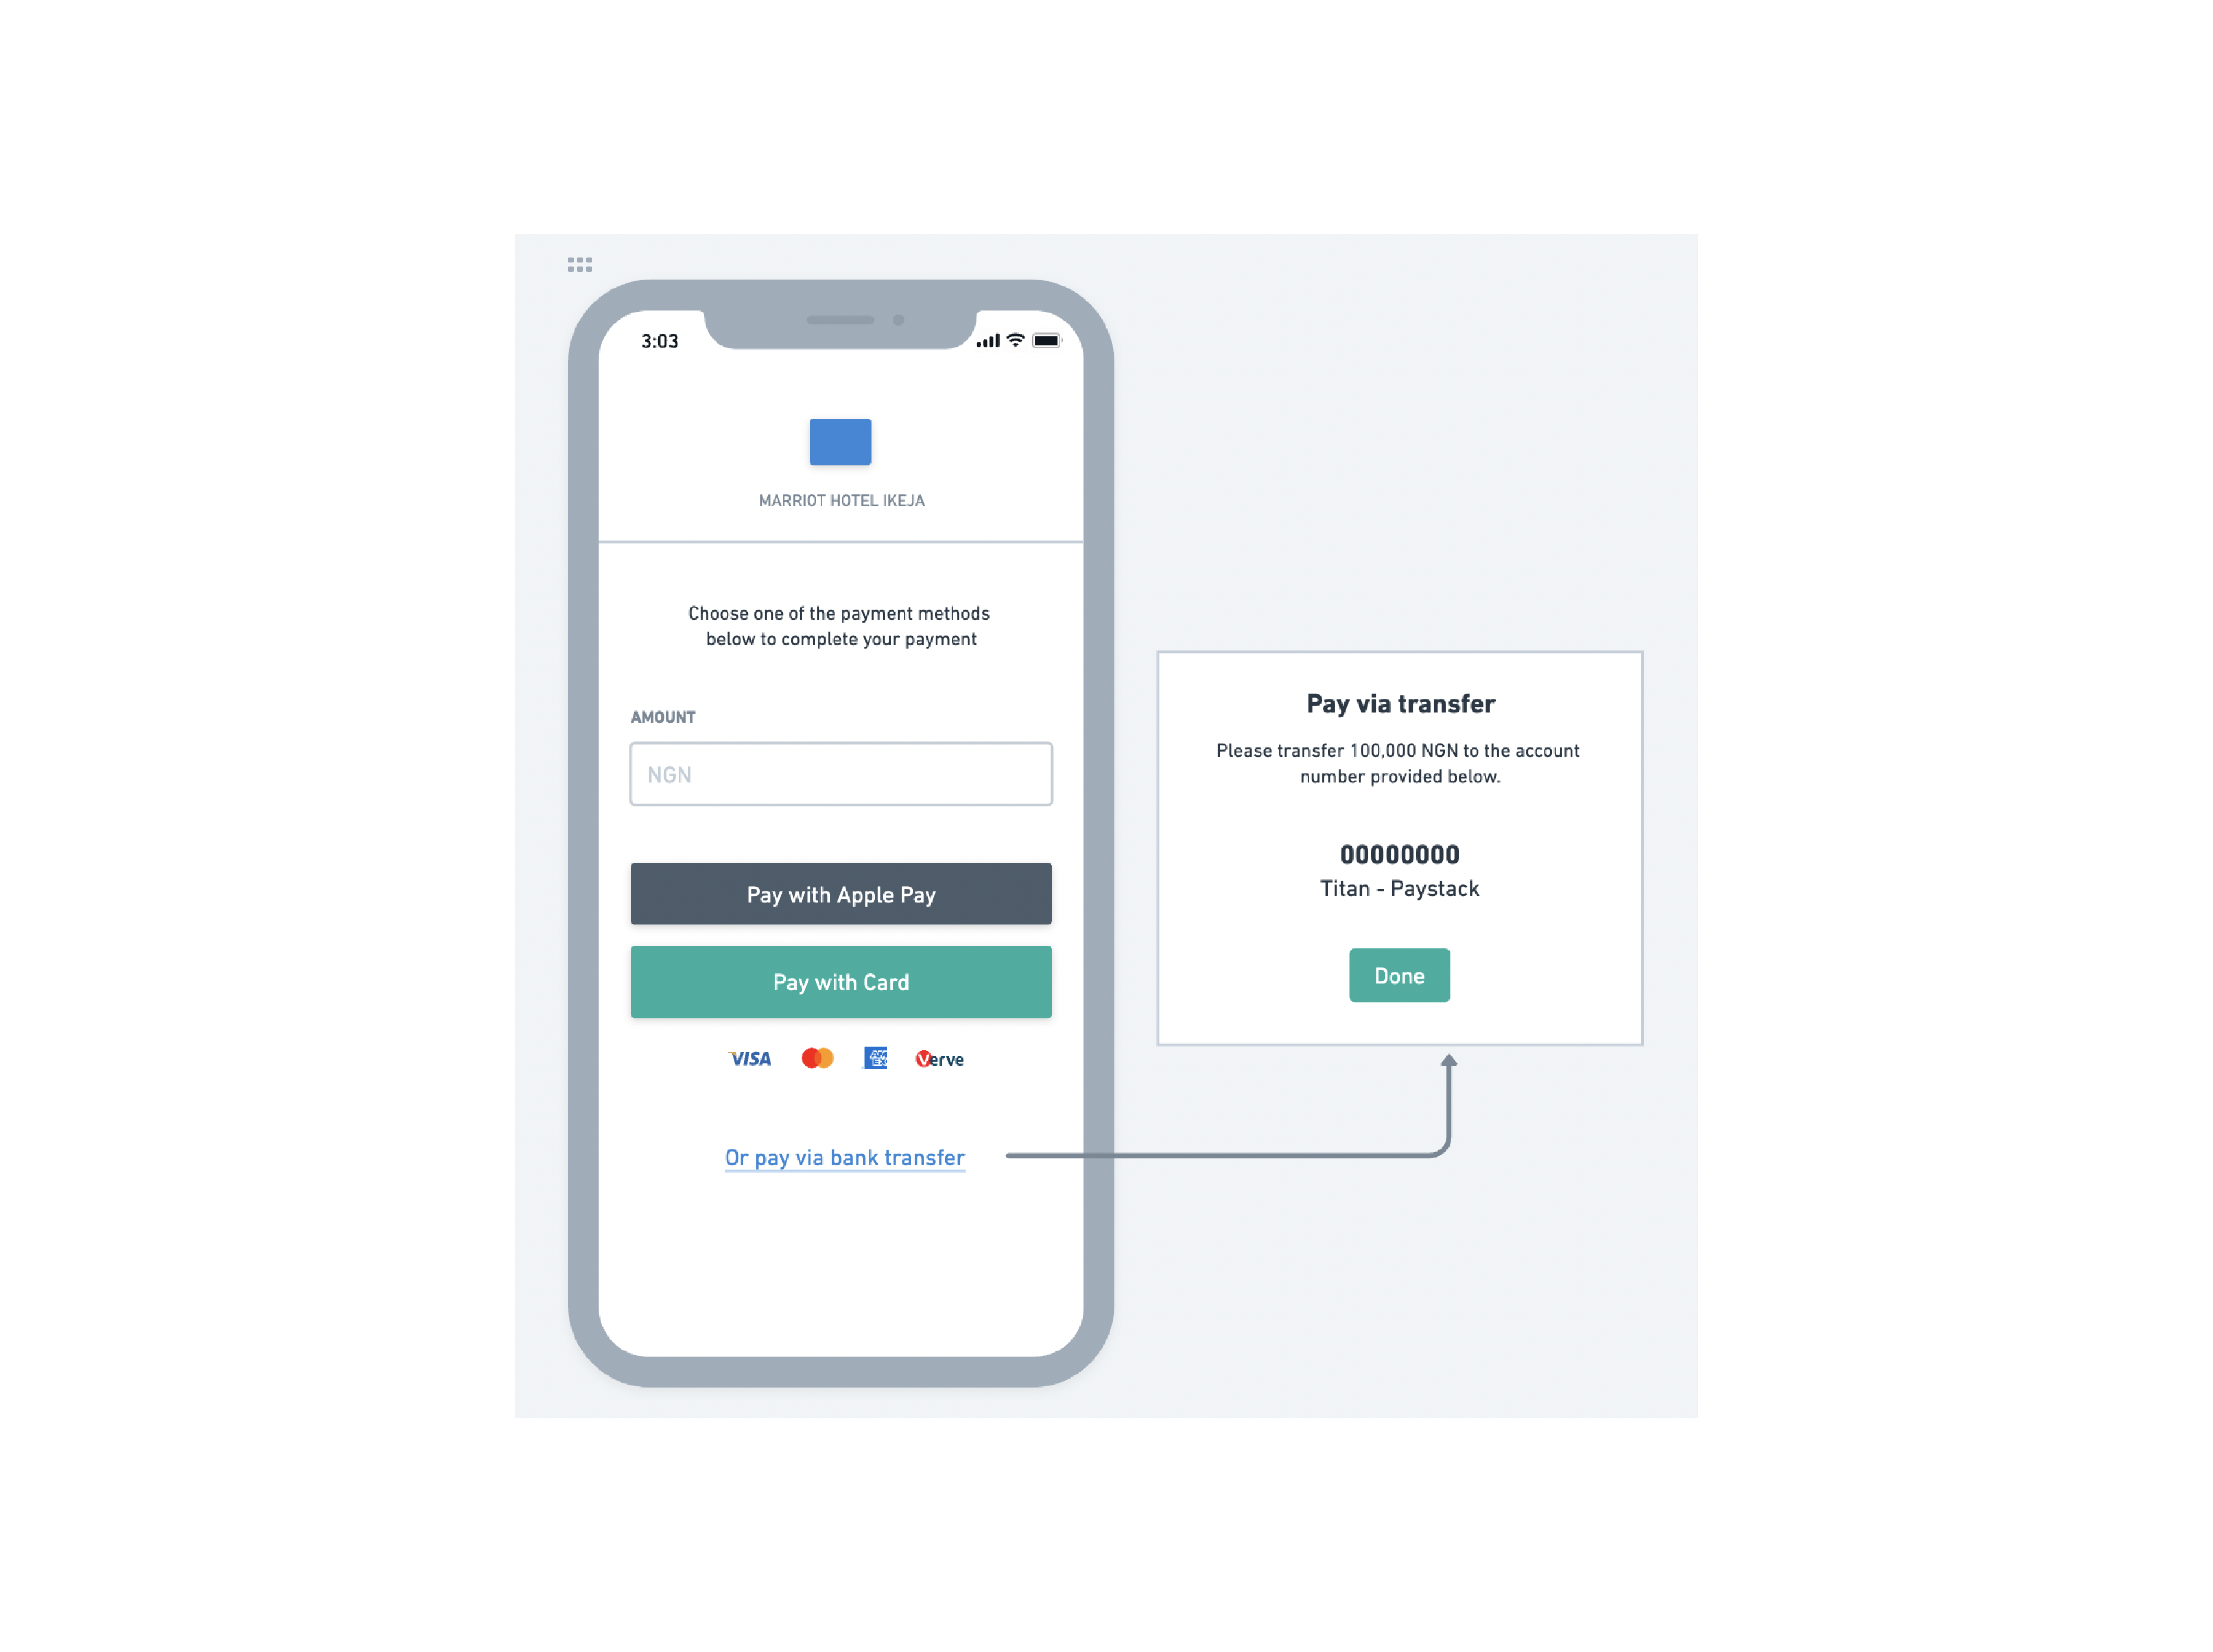 3:03
MARRIOT HOTEL IKEJA
Choose one of the payment methods
below to complete your payment
AMOUNT
NGN
Pay with Apple Pay
Pay with Card
VISA
AM
EX
Verve
Or pay via bank transfer
Pay via transfer
Please transfer 100,000 NGN to the account
number provided below.
00000000
Titan - Paystack
Done